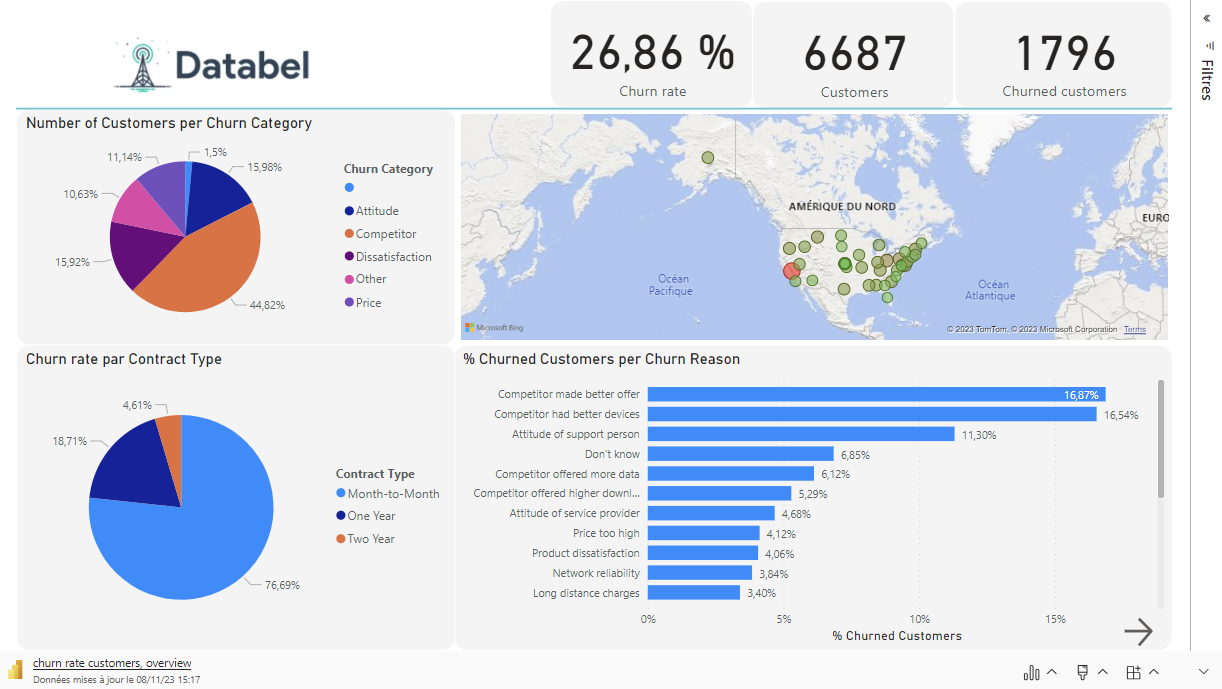 Databel
26,86 %
Churn rate
6687
Customers
1796
Churned customers
Filtres
Number of Customers per Churn Category
1,5%
15,98%
44,82%
15,92%
10,63%
11,14%
Churn Category
Attitude
Competitor
Dissatisfaction
Other
Price
AMÉRIQUE DU NORD
EURO
Océan
Pacifique
Océan
Atlantique
Microsoft Bing
© 2023 TomTom, © 2023 Microsoft Corporation Terms
Churn rate par Contract Type
4,61%
18,71%
76,69%
Contract Type
Month-to-Month
One Year
Two Year
% Churned Customers per Churn Reason
Competitor made better offer 16,87%
Competitor had better devices 16,54%
Attitude of support person 11,30%
Don't know 6,85%
Competitor offered more data 6,12%
Competitor offered higher downl... 5,29%
Attitude of service provider 4,68%
Price too high 4,12%
Product dissatisfaction 4,06%
Network reliability 3,84%
Long distance charges 3,40%
0% 5% 10% 15%
% Churned Customers
churn rate customers, overview
Données mises à jour le 08/11/23 15:17